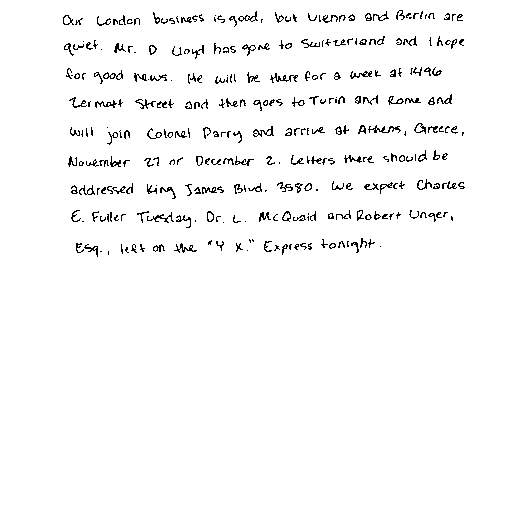 Our London business is good, but Vienna and Berlin are
quiet. Mr. D Lloyd has gone to Switzerland and I hope
for good news. He will be there for a week at 1496
Zermott Street and then goes to Turin and Rome and
will join Colonel Parry and arrive at Athens, Greece,
November 27 or December 2. Letters there should be
addressed King James Blvd. 3580. We expect Charles
E. Fuller Tuesday. Dr. L. McQuaid and Robert Unger,
Esq., left on the "Y X." Express tonight.